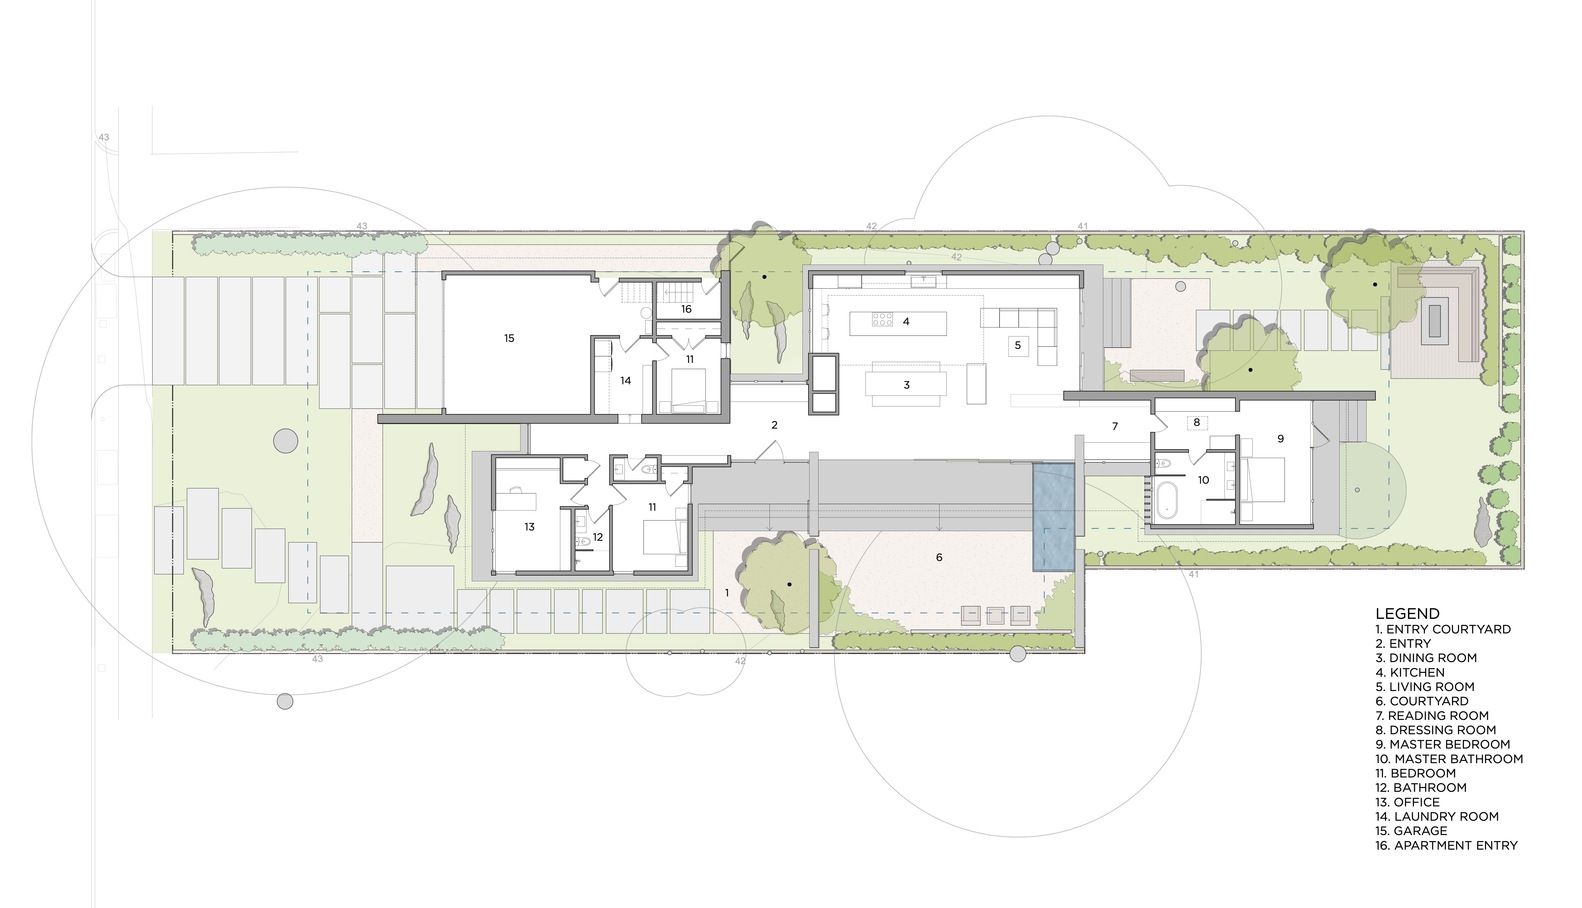 43
43
42
41
42
16
4
15
5
11
14
3
2
7
8
9
10
11
13
12
6
41
1
43
42
LEGEND
1. ENTRY COURTYARD
2. ENTRY
3. DINING ROOM
4. KITCHEN
5. LIVING ROOM
6. COURTYARD
7. READING ROOM
8. DRESSING ROOM
9. MASTER BEDROOM
10. MASTER BATHROOM
11. BEDROOM
12. BATHROOM
13. OFFICE
14. LAUNDRY ROOM
15. GARAGE
16. APARTMENT ENTRY